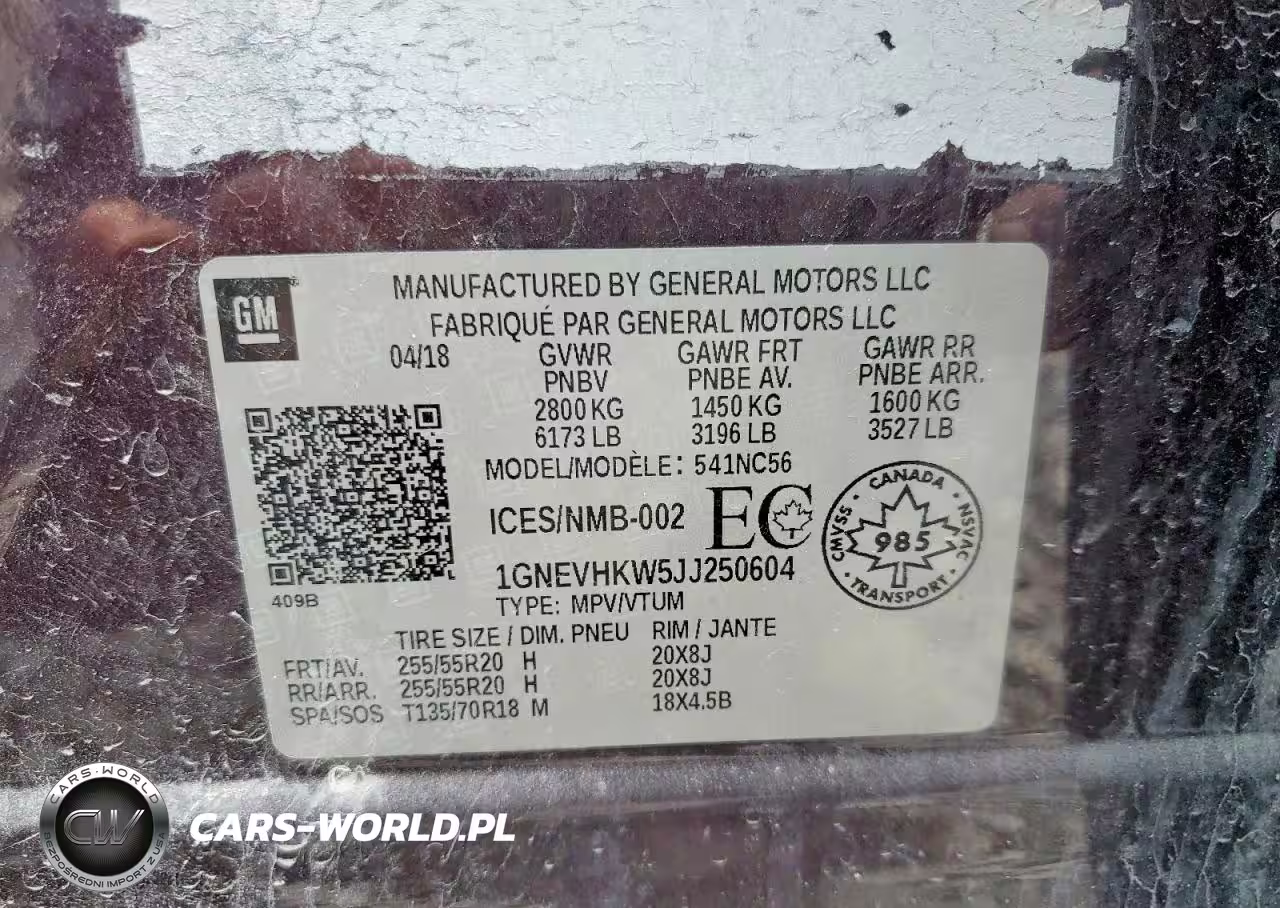 GM
MANUFACTURED BY GENERAL MOTORS LLC
FABRIQUÉ PAR GENERAL MOTORS LLC
04/18 GVWR GAWR FRT GAWR RR
PNBV PNBE AV. PNBE ARR.
2800 KG 1450 KG 1600 KG
6173 LB 3196 LB 3527 LB
MODEL/MODÈLE: 541NC56
ICES/NMB-002 EC
CANADA
CMVSS 985 NSVAC
TRANSPORT
1GNEVHKW5JJ250604
409B
TYPE: MPV/VTUM
TIRE SIZE / DIM. PNEU RIM / JANTE
FRT/AV. 255/55R20 H 20X8J
RR/ARR. 255/55R20 H 20X8J
SPA/SOS T135/70R18 M 18X4.5B
CARS-WORLD
CW
BEZPOŚREDNI IMPORT Z USA
CARS-WORLD.PL